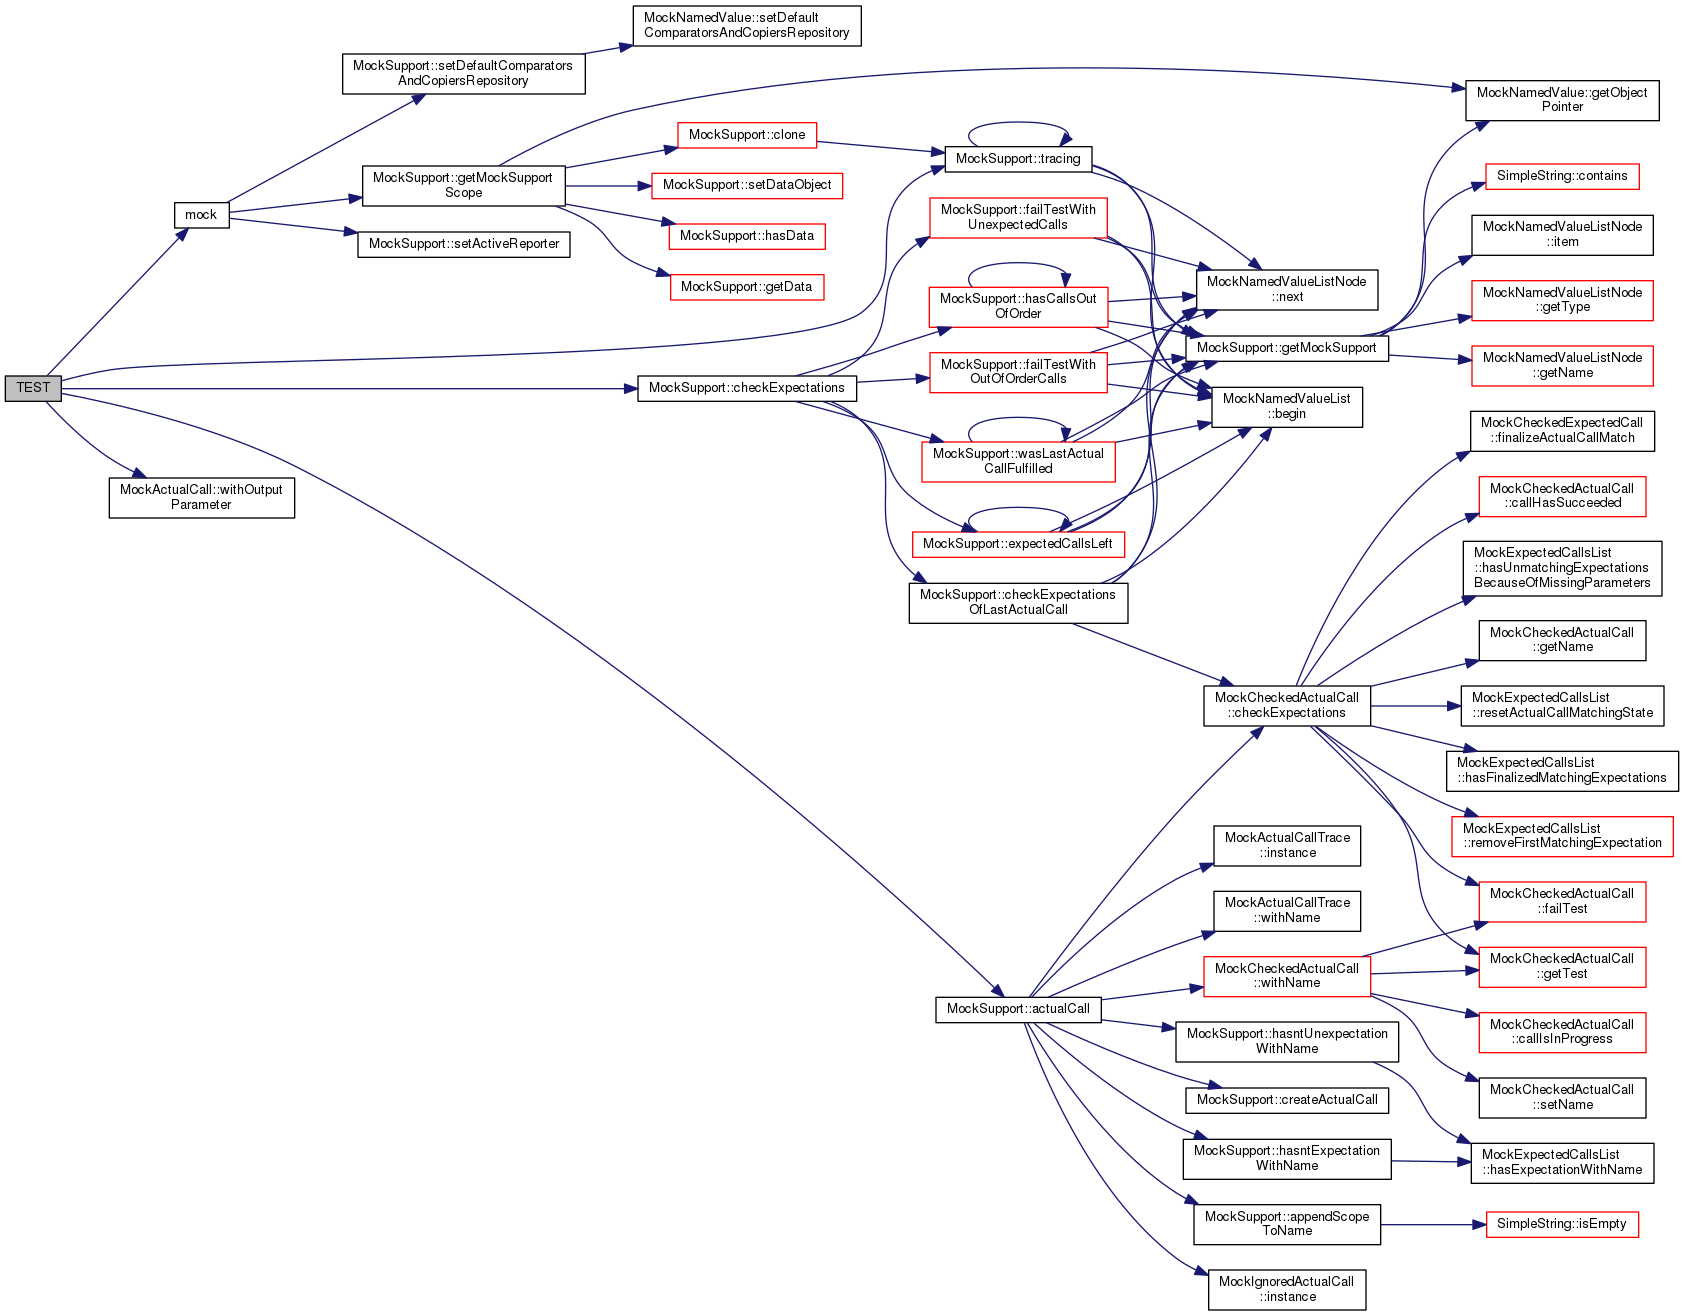 MockNamedValue::setDefault
ComparatorsAndCopiersRepository
MockSupport::setDefaultComparators
AndCopiersRepository
MockNamedValue::getObject
Pointer
MockSupport::clone
MockSupport::tracing
MockSupport::getMockSupport
Scope
SimpleString::contains
MockSupport::setDataObject
mock
MockSupport::failTestWith
UnexpectedCalls
MockSupport::hasData
MockNamedValueListNode
::item
MockSupport::setActiveReporter
MockSupport::getData
MockNamedValueListNode
::next
MockSupport::hasCallsOut
OfOrder
MockNamedValueListNode
::getType
MockSupport::getMockSupport
MockSupport::failTestWith
OutOfOrderCalls
MockNamedValueListNode
::getName
TEST
MockSupport::checkExpectations
MockNamedValueList
::begin
MockCheckedExpectedCall
::finalizeActualCallMatch
MockSupport::wasLastActual
CallFulfilled
MockActualCall::withOutput
Parameter
MockCheckedActualCall
::callHasSucceeded
MockSupport::expectedCallsLeft
MockExpectedCallsList
::hasUnmatchingExpectations
BecauseOfMissingParameters
MockSupport::checkExpectations
OfLastActualCall
MockCheckedActualCall
::getName
MockCheckedActualCall
::checkExpectations
MockExpectedCallsList
::resetActualCallMatchingState
MockExpectedCallsList
::hasFinalizedMatchingExpectations
MockExpectedCallsList
::removeFirstMatchingExpectation
MockActualCallTrace
::instance
MockCheckedActualCall
::failTest
MockActualCallTrace
::withName
MockCheckedActualCall
::getTest
MockCheckedActualCall
::withName
MockSupport::actualCall
MockCheckedActualCall
::callIsInProgress
MockSupport::hasntUnexpectation
WithName
MockCheckedActualCall
::setName
MockSupport::createActualCall
MockSupport::hasntExpectation
WithName
MockExpectedCallsList
::hasExpectationWithName
MockSupport::appendScope
ToName
SimpleString::isEmpty
MockIgnoredActualCall
::instance